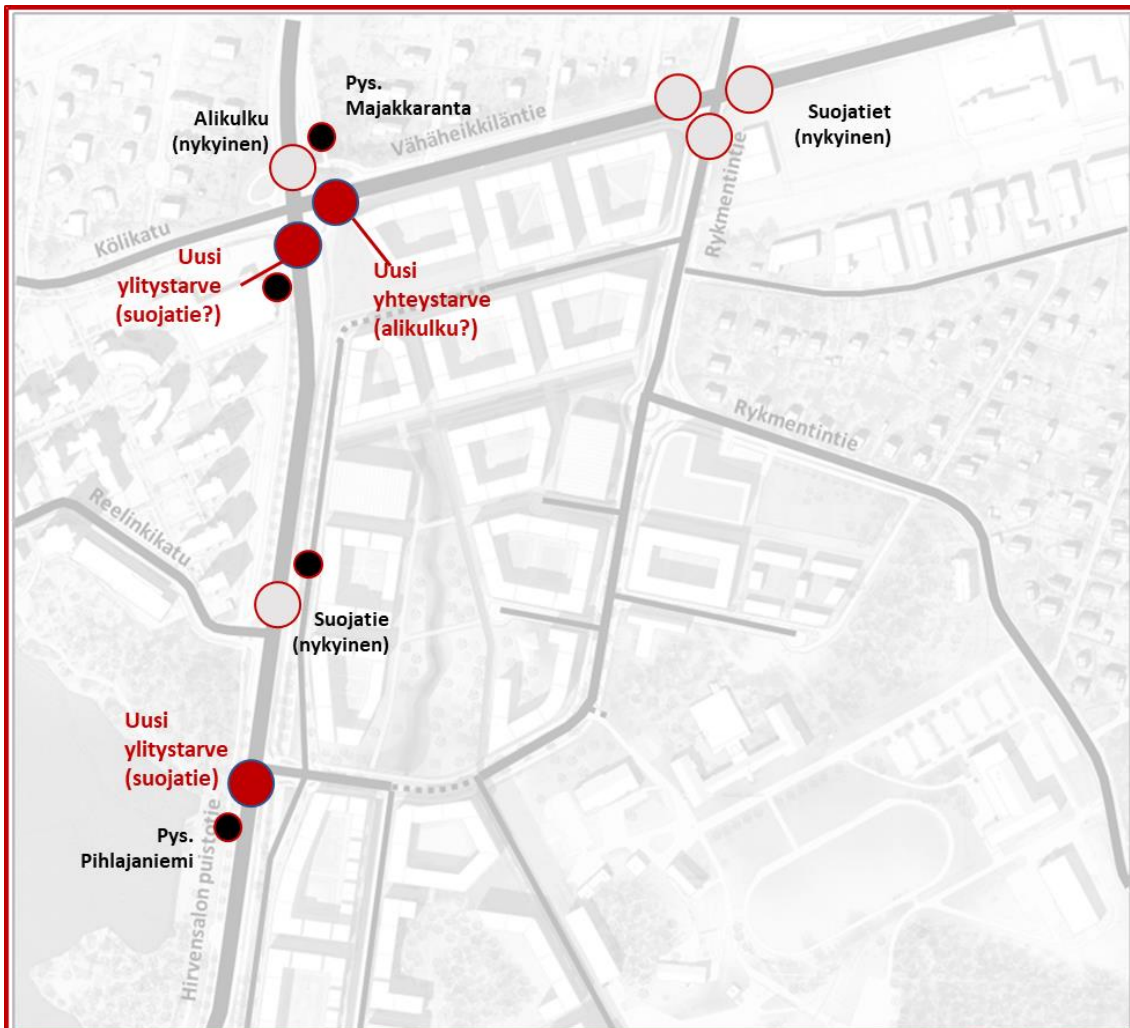 Pys.
Majakkaranta
Alikulku
(nykyinen)
Vähäheikkiläntie
Suojatiet
(nykyinen)
Rykmentintie
Kölikatu
Uusi
ylitystarve
(suojatie?)
Uusi
yhteystarve
(alikulku?)
Rykmentintie
Reelinkikatu
Suojatie
(nykyinen)
Uusi
ylitystarve
(suojatie)
Pys.
Pihlajaniemi
Hirvensalon puistotie